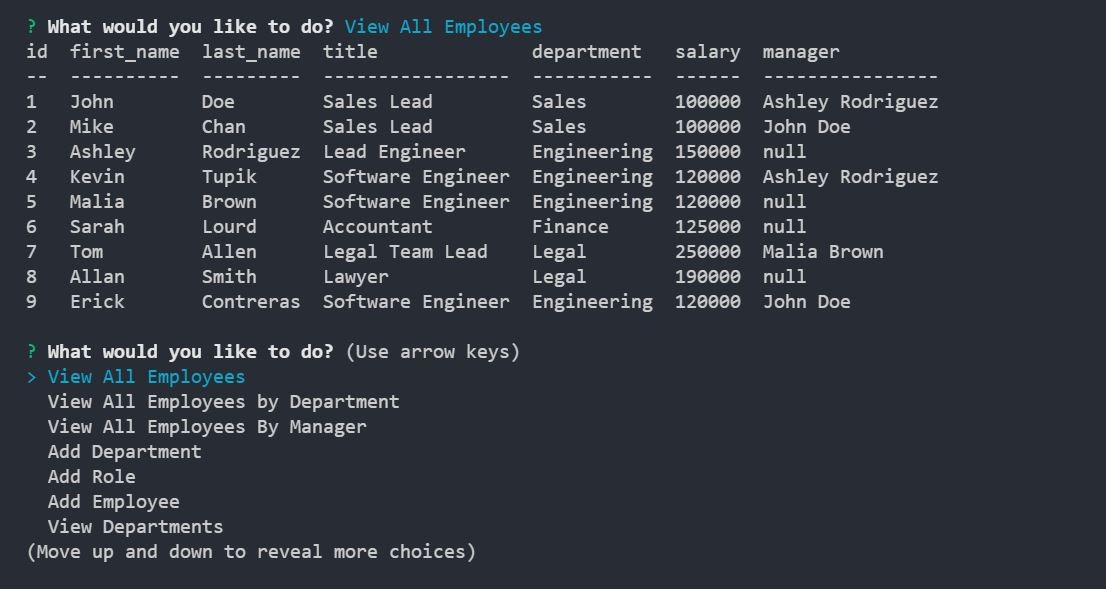 ? What would you like to do? View All Employees
id  first_name  last_name  title              department   salary  manager
--  ----------  ---------  -----------------  -----------  ------  ----------------
1   John        Doe        Sales Lead         Sales        100000  Ashley Rodriguez
2   Mike        Chan       Sales Lead         Sales        100000  John Doe
3   Ashley      Rodriguez  Lead Engineer      Engineering  150000  null
4   Kevin       Tupik      Software Engineer  Engineering  120000  Ashley Rodriguez
5   Malia       Brown      Software Engineer  Engineering  120000  null
6   Sarah       Lourd      Accountant         Finance      125000  null
7   Tom         Allen      Legal Team Lead    Legal        250000  Malia Brown
8   Allan       Smith      Lawyer             Legal        190000  null
9   Erick       Contreras  Software Engineer  Engineering  120000  John Doe
? What would you like to do? (Use arrow keys)
> View All Employees
  View All Employees by Department
  View All Employees By Manager
  Add Department
  Add Role
  Add Employee
  View Departments
(Move up and down to reveal more choices)